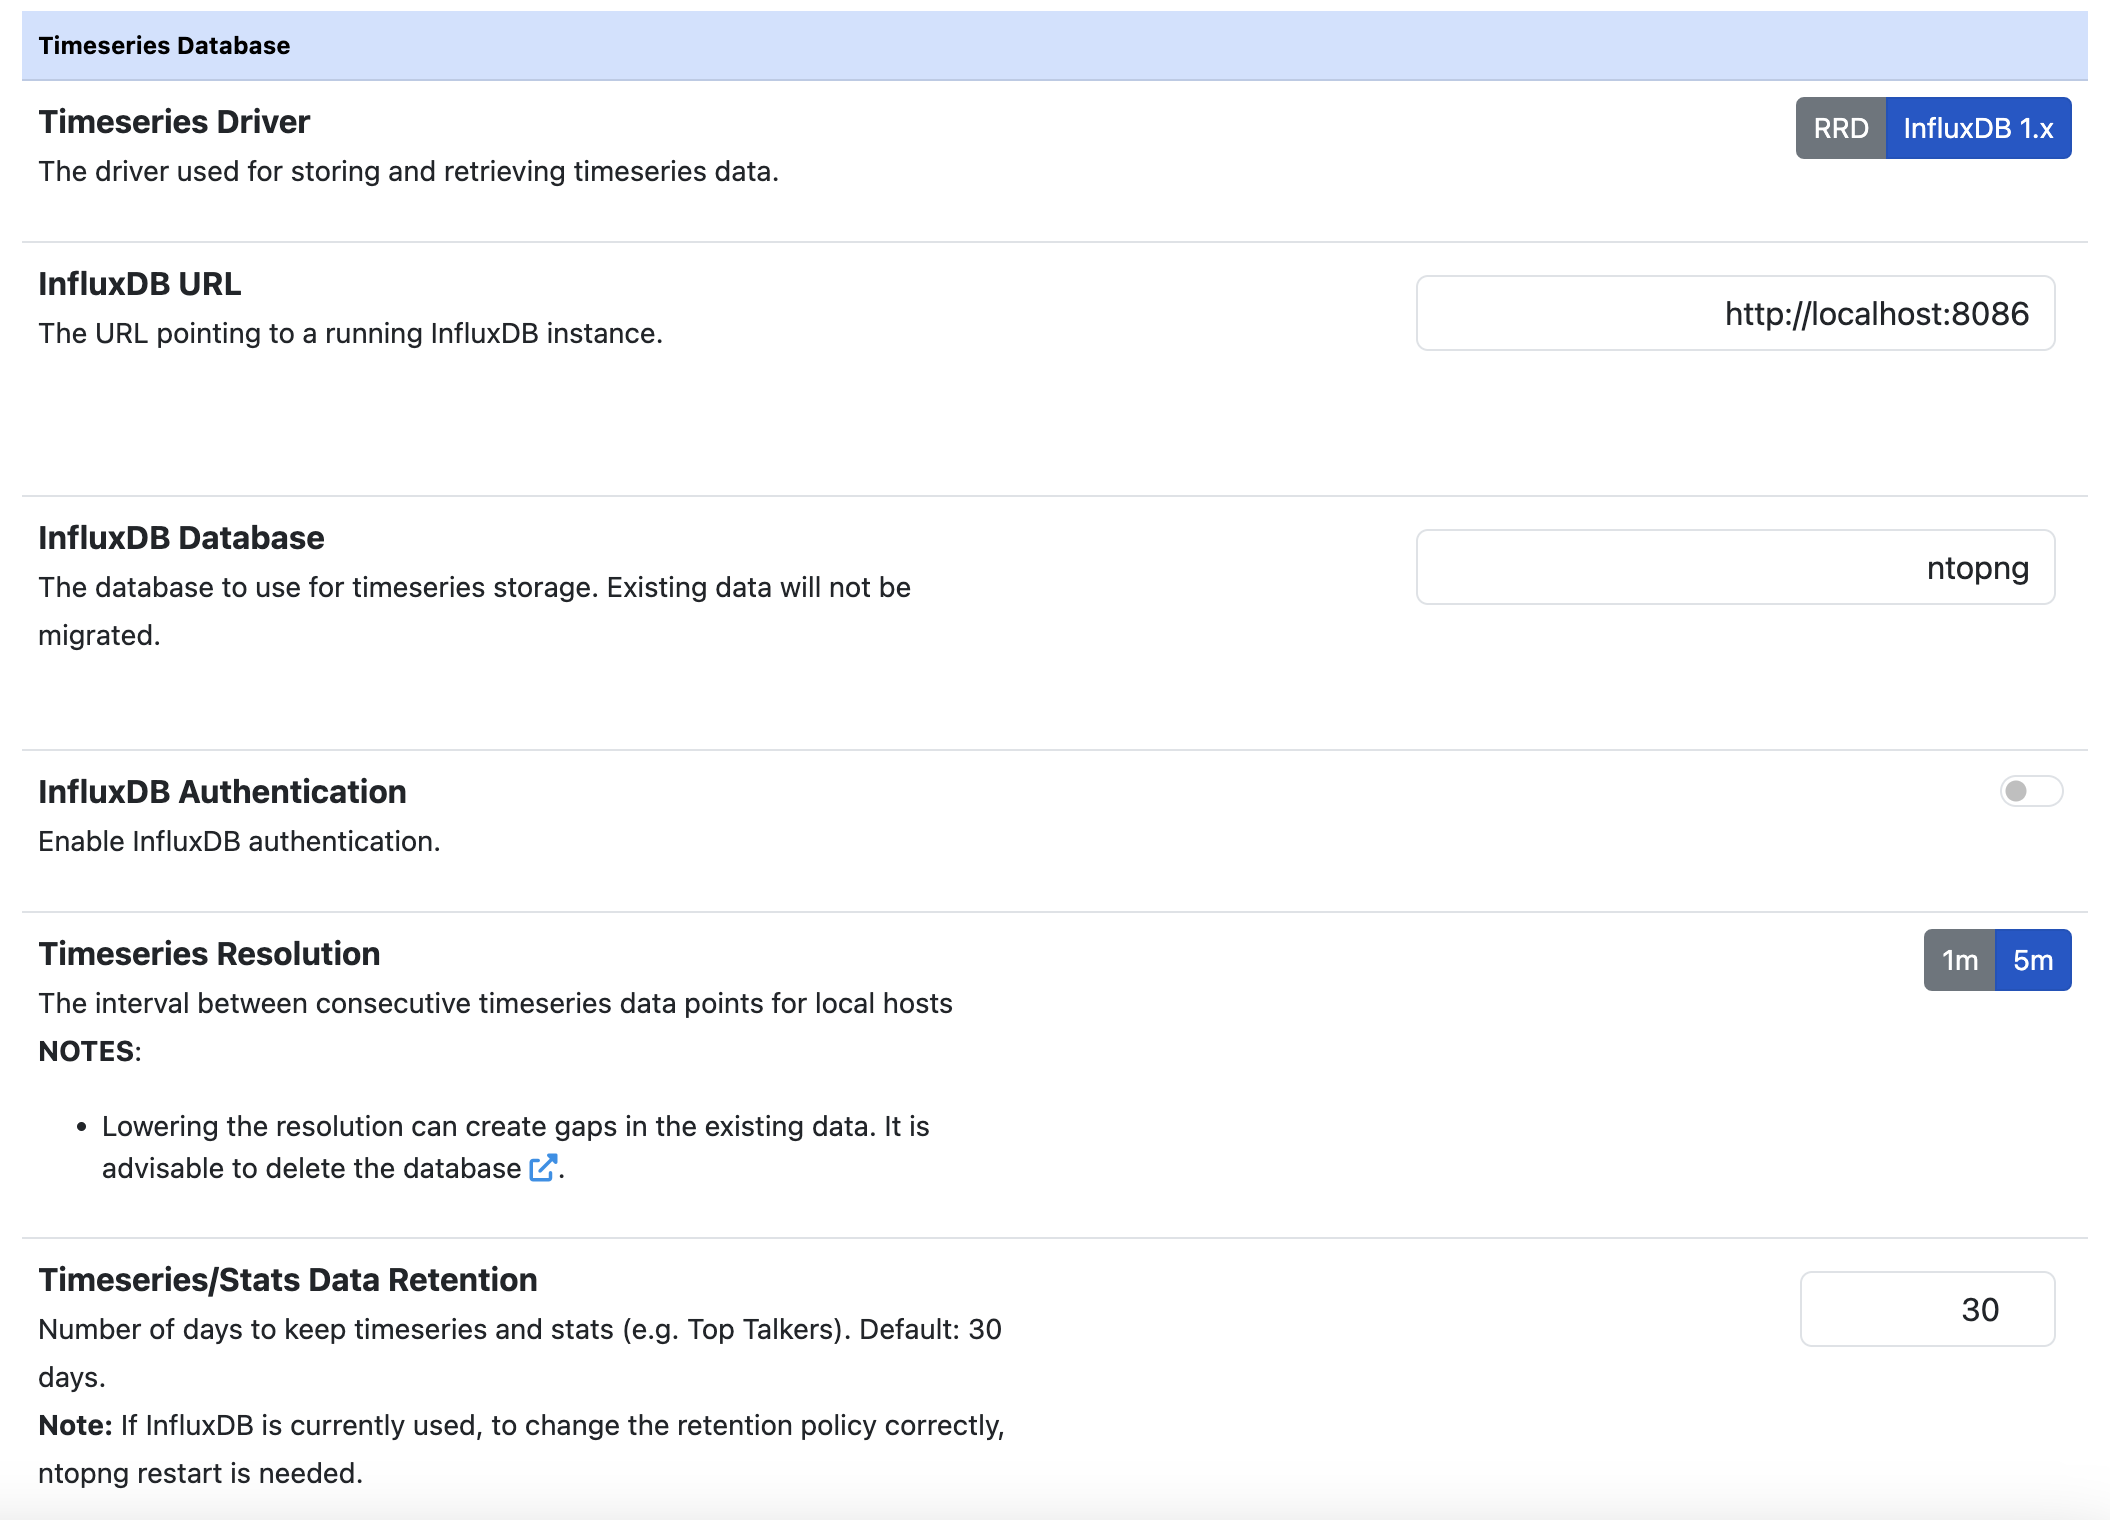 Timeseries Database
Timeseries Driver
RRD InfluxDB 1.x
The driver used for storing and retrieving timeseries data.
InfluxDB URL
http://localhost:8086
The URL pointing to a running InfluxDB instance.
InfluxDB Database
ntopng
The database to use for timeseries storage. Existing data will not be
migrated.
InfluxDB Authentication
Enable InfluxDB authentication.
Timeseries Resolution
1m 5m
The interval between consecutive timeseries data points for local hosts
NOTES:
• Lowering the resolution can create gaps in the existing data. It is
advisable to delete the database .
Timeseries/Stats Data Retention
30
Number of days to keep timeseries and stats (e.g. Top Talkers). Default: 30
days.
Note: If InfluxDB is currently used, to change the retention policy correctly,
ntopng restart is needed.